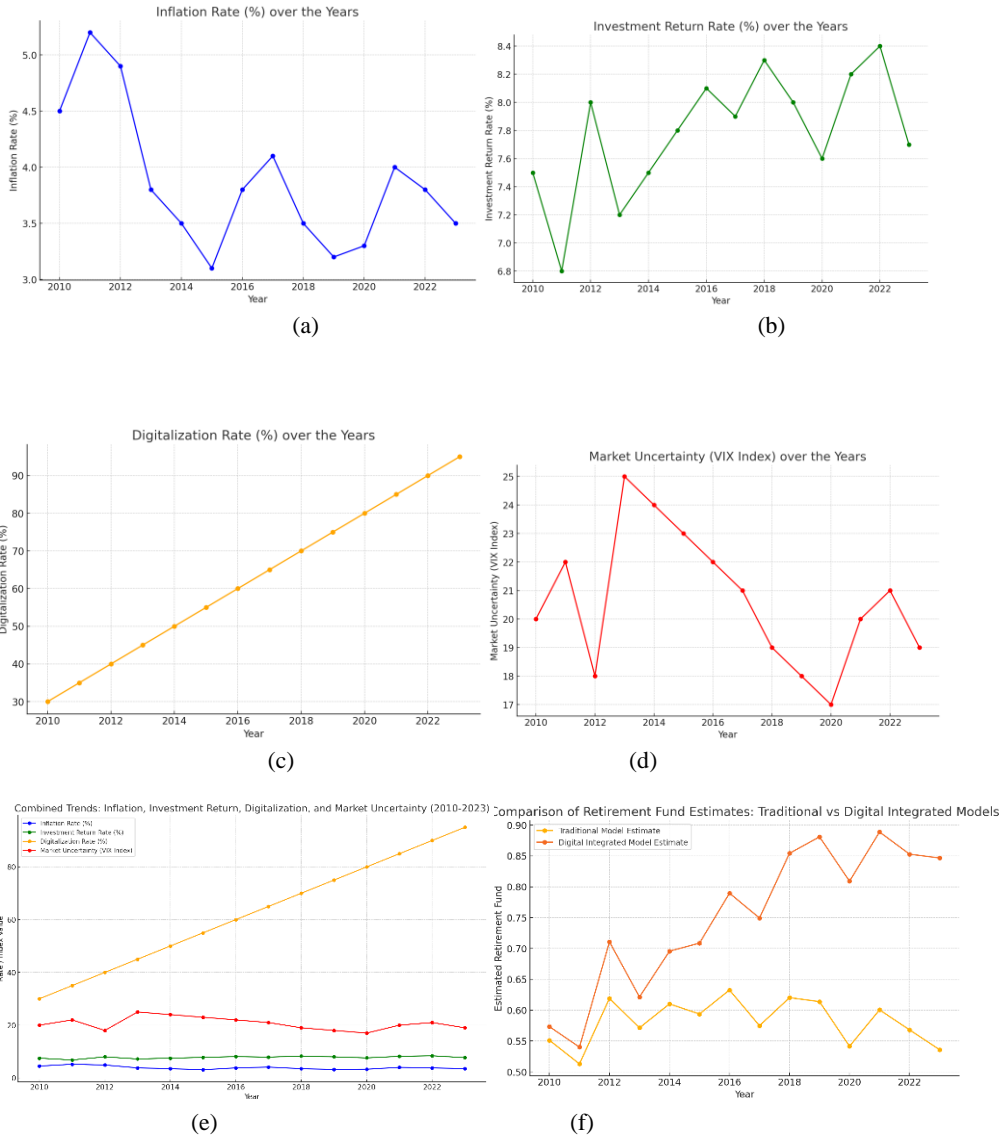 Inflation Rate (%) over the Years
5.0
4.5
4.0
3.5
3.0
Inflation Rate (%)
2010 2012 2014 2016 2018 2020 2022
Year
(a)
Investment Return Rate (%) over the Years
8.4
8.2
8.0
7.8
7.6
7.4
7.2
7.0
6.8
Investment Return Rate (%)
2010 2012 2014 2016 2018 2020 2022
Year
(b)
Digitalization Rate (%) over the Years
90
80
70
60
50
40
30
Digitalization Rate (%)
2010 2012 2014 2016 2018 2020 2022
Year
(c)
Market Uncertainty (VIX Index) over the Years
25
24
23
22
21
20
19
18
17
Market Uncertainty (VIX Index)
2010 2012 2014 2016 2018 2020 2022
Year
(d)
Combined Trends: Inflation, Investment Return, Digitalization, and Market Uncertainty (2010-2023)
Inflation Rate (%)
Investment Return Rate (%)
Digitalization Rate (%)
Market Uncertainty (VIX Index)
80
60
40
20
0
Rate / Index Value
2010 2012 2014 2016 2018 2020 2022
Year
(e)
Comparison of Retirement Fund Estimates: Traditional vs Digital Integrated Models
Traditional Model Estimate
Digital Integrated Model Estimate
0.90
0.85
0.80
0.75
0.70
0.65
0.60
0.55
0.50
Estimated Retirement Fund
2010 2012 2014 2016 2018 2020 2022
Year
(f)